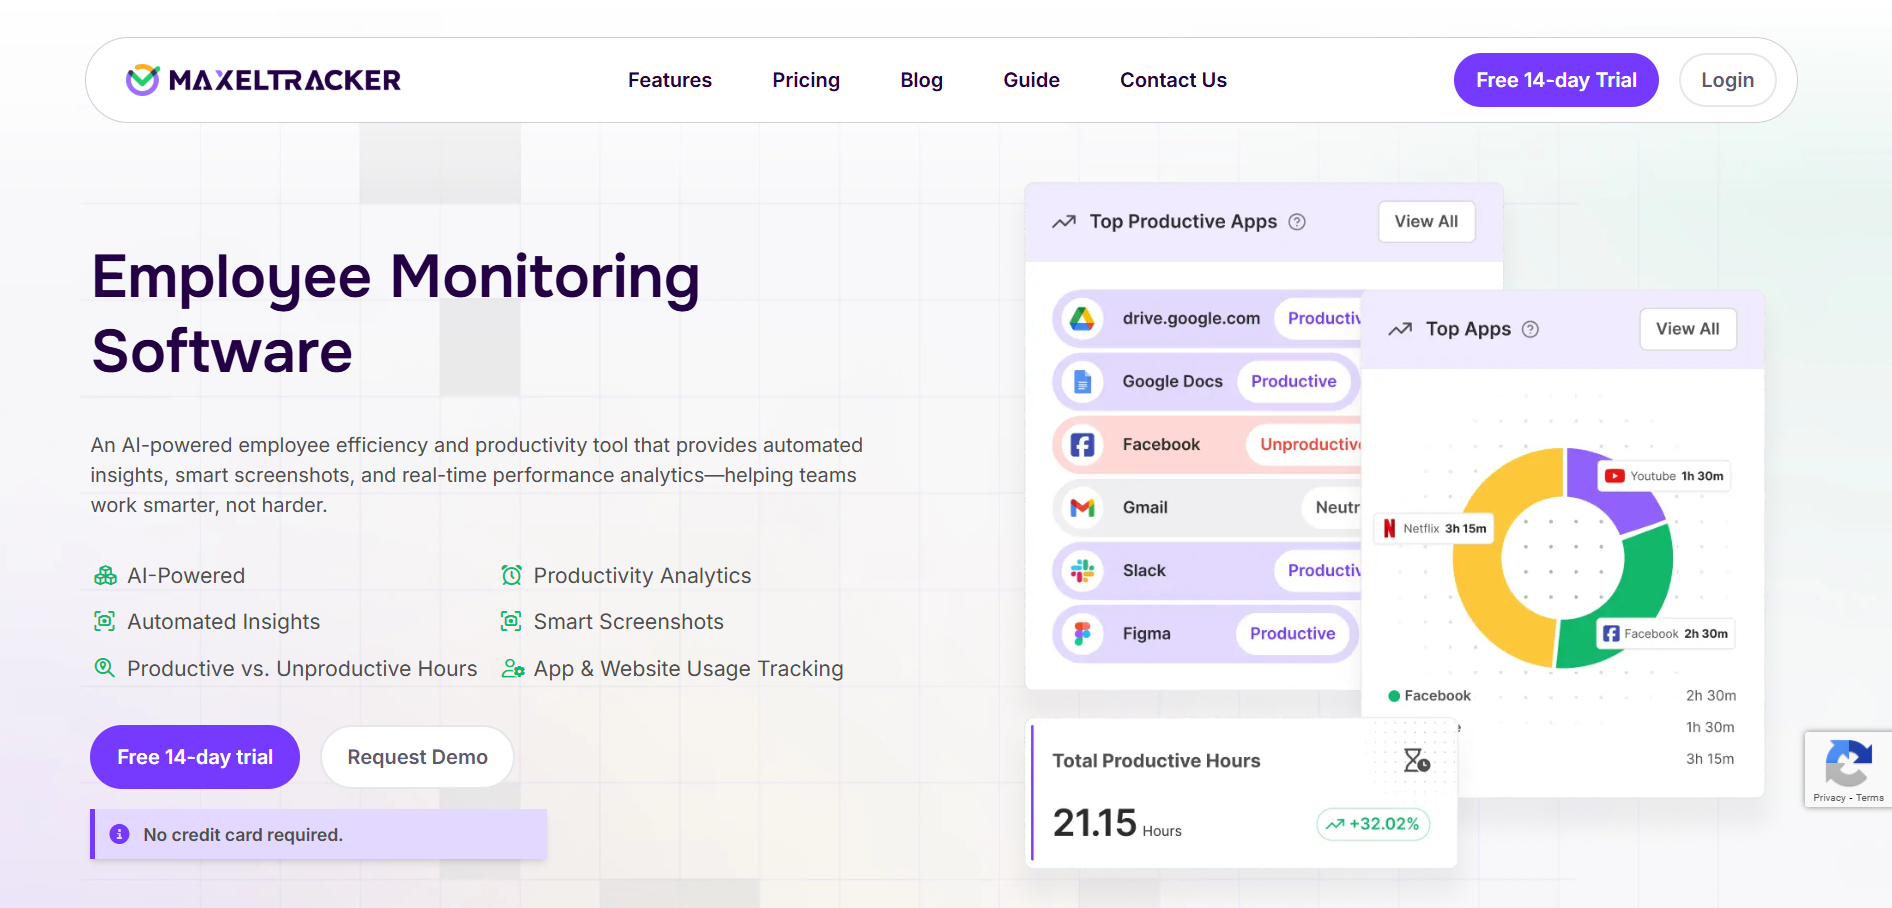 MAXELTRACKER
Features
Pricing
Blog
Guide
Contact Us
Free 14-day Trial
Login
Employee Monitoring
Software
An AI-powered employee efficiency and productivity tool that provides automated
insights, smart screenshots, and real-time performance analytics—helping teams
work smarter, not harder.
AI-Powered
Productivity Analytics
Automated Insights
Smart Screenshots
Productive vs. Unproductive Hours
App & Website Usage Tracking
Free 14-day trial
Request Demo
No credit card required.
Top Productive Apps
View All
drive.google.com
Productiv
Google Docs
Productive
Facebook
Unproductive
Gmail
Neutr
Slack
Productiv
Figma
Productive
Top Apps
View All
Youtube 1h 30m
Netflix 3h 15m
Facebook 2h 30m
Facebook 2h 30m
1h 30m
3h 15m
Total Productive Hours
21.15 Hours
+32.02%
Privacy - Terms